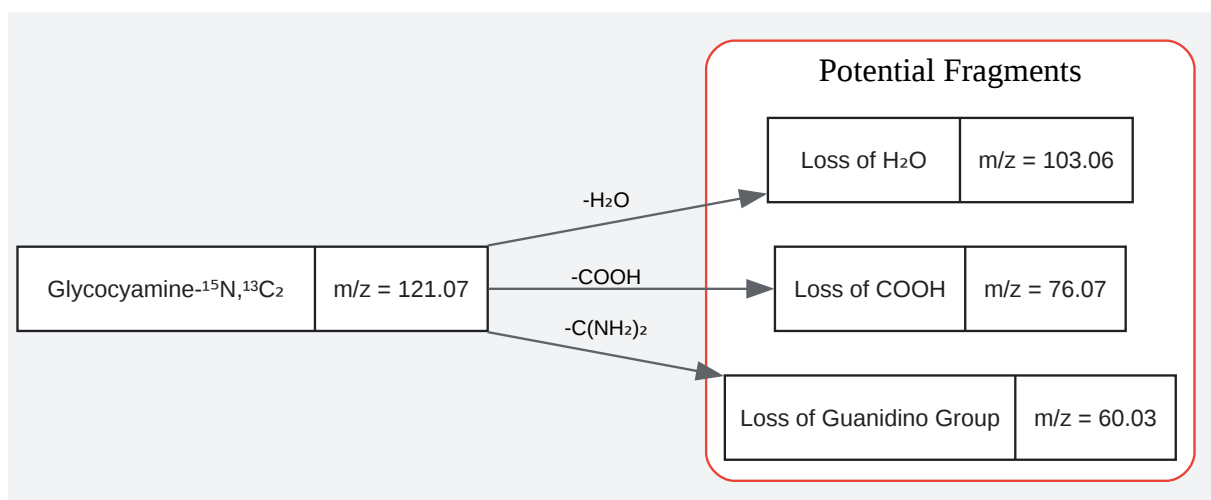 Potential Fragments
Loss of H₂O
m/z = 103.06
-H₂O
Glycocyamine-¹⁵N,¹³C₂
m/z = 121.07
-COOH
Loss of COOH
m/z = 76.07
-C(NH₂)₂
Loss of Guanidino Group
m/z = 60.03